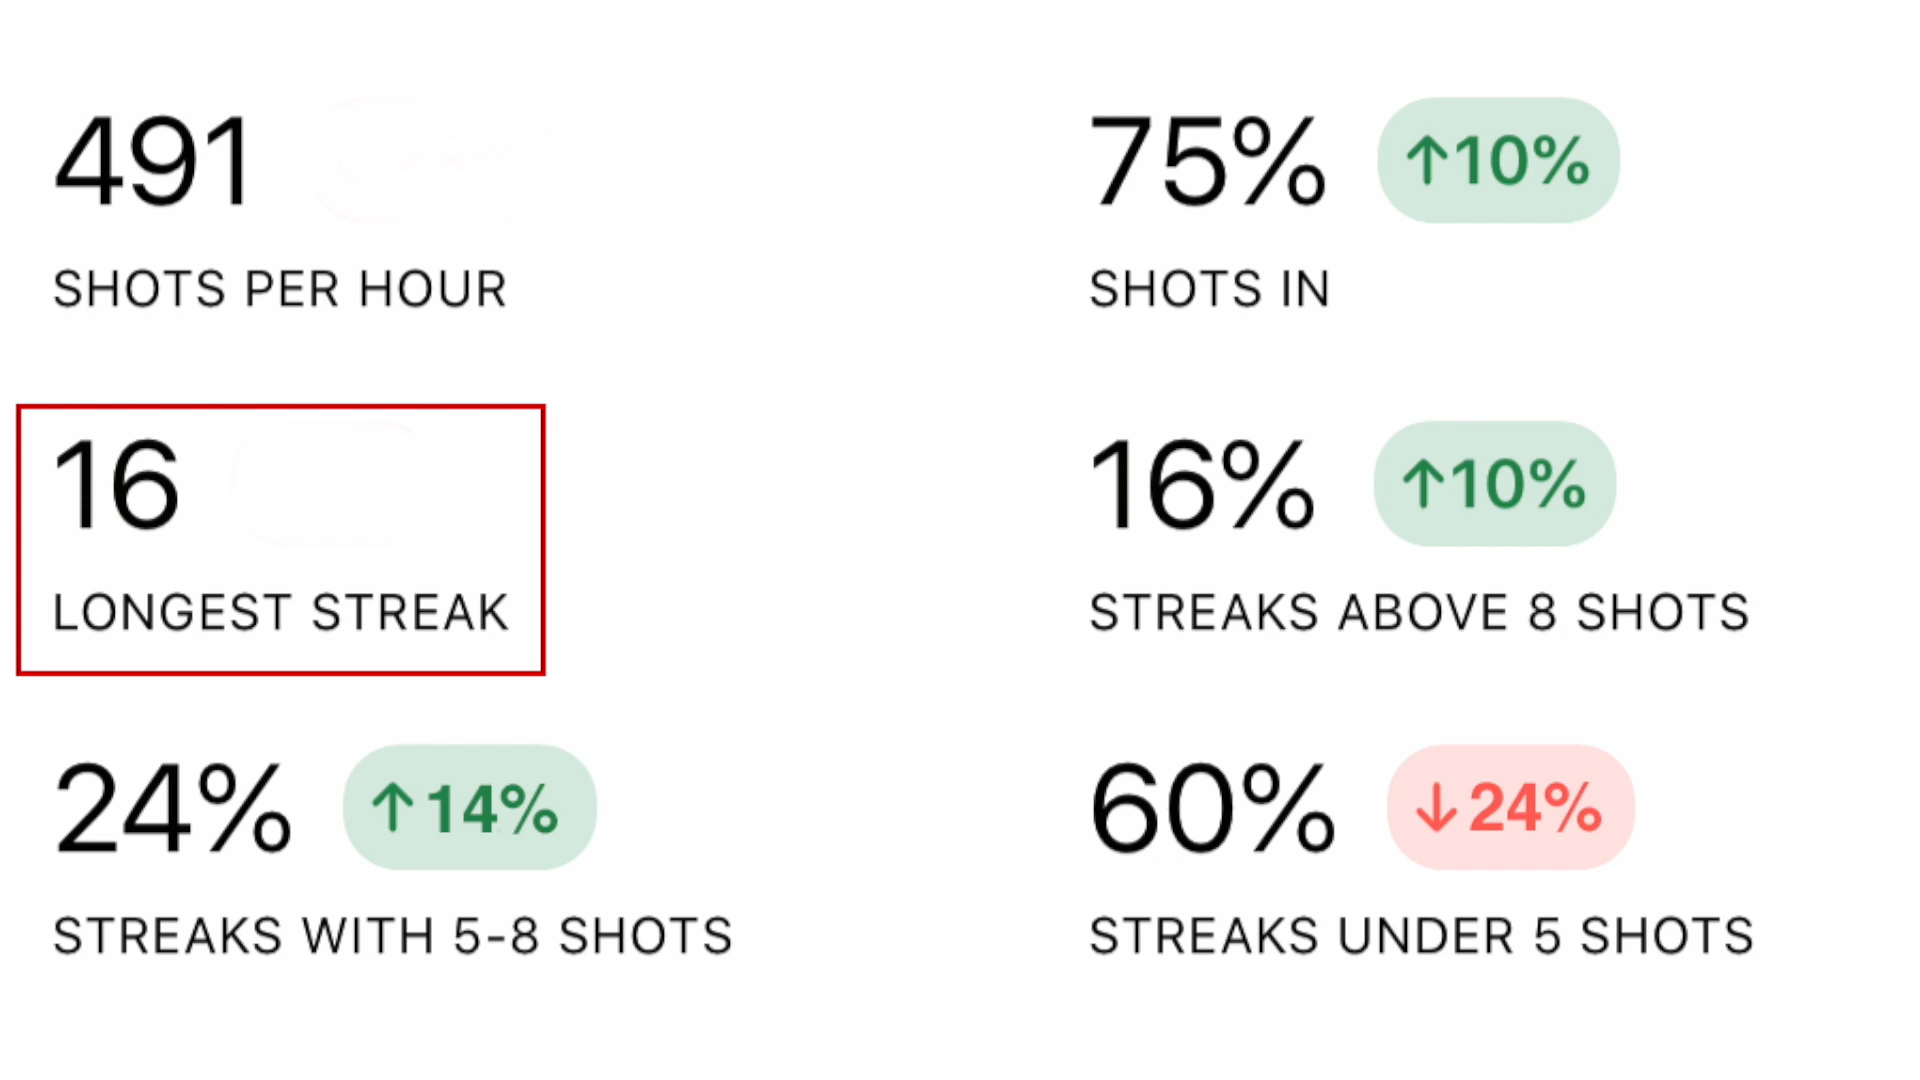 491
SHOTS PER HOUR
75% ↑10%
SHOTS IN
16
LONGEST STREAK
16% ↑10%
STREAKS ABOVE 8 SHOTS
24% ↑14%
STREAKS WITH 5-8 SHOTS
60% ↓24%
STREAKS UNDER 5 SHOTS